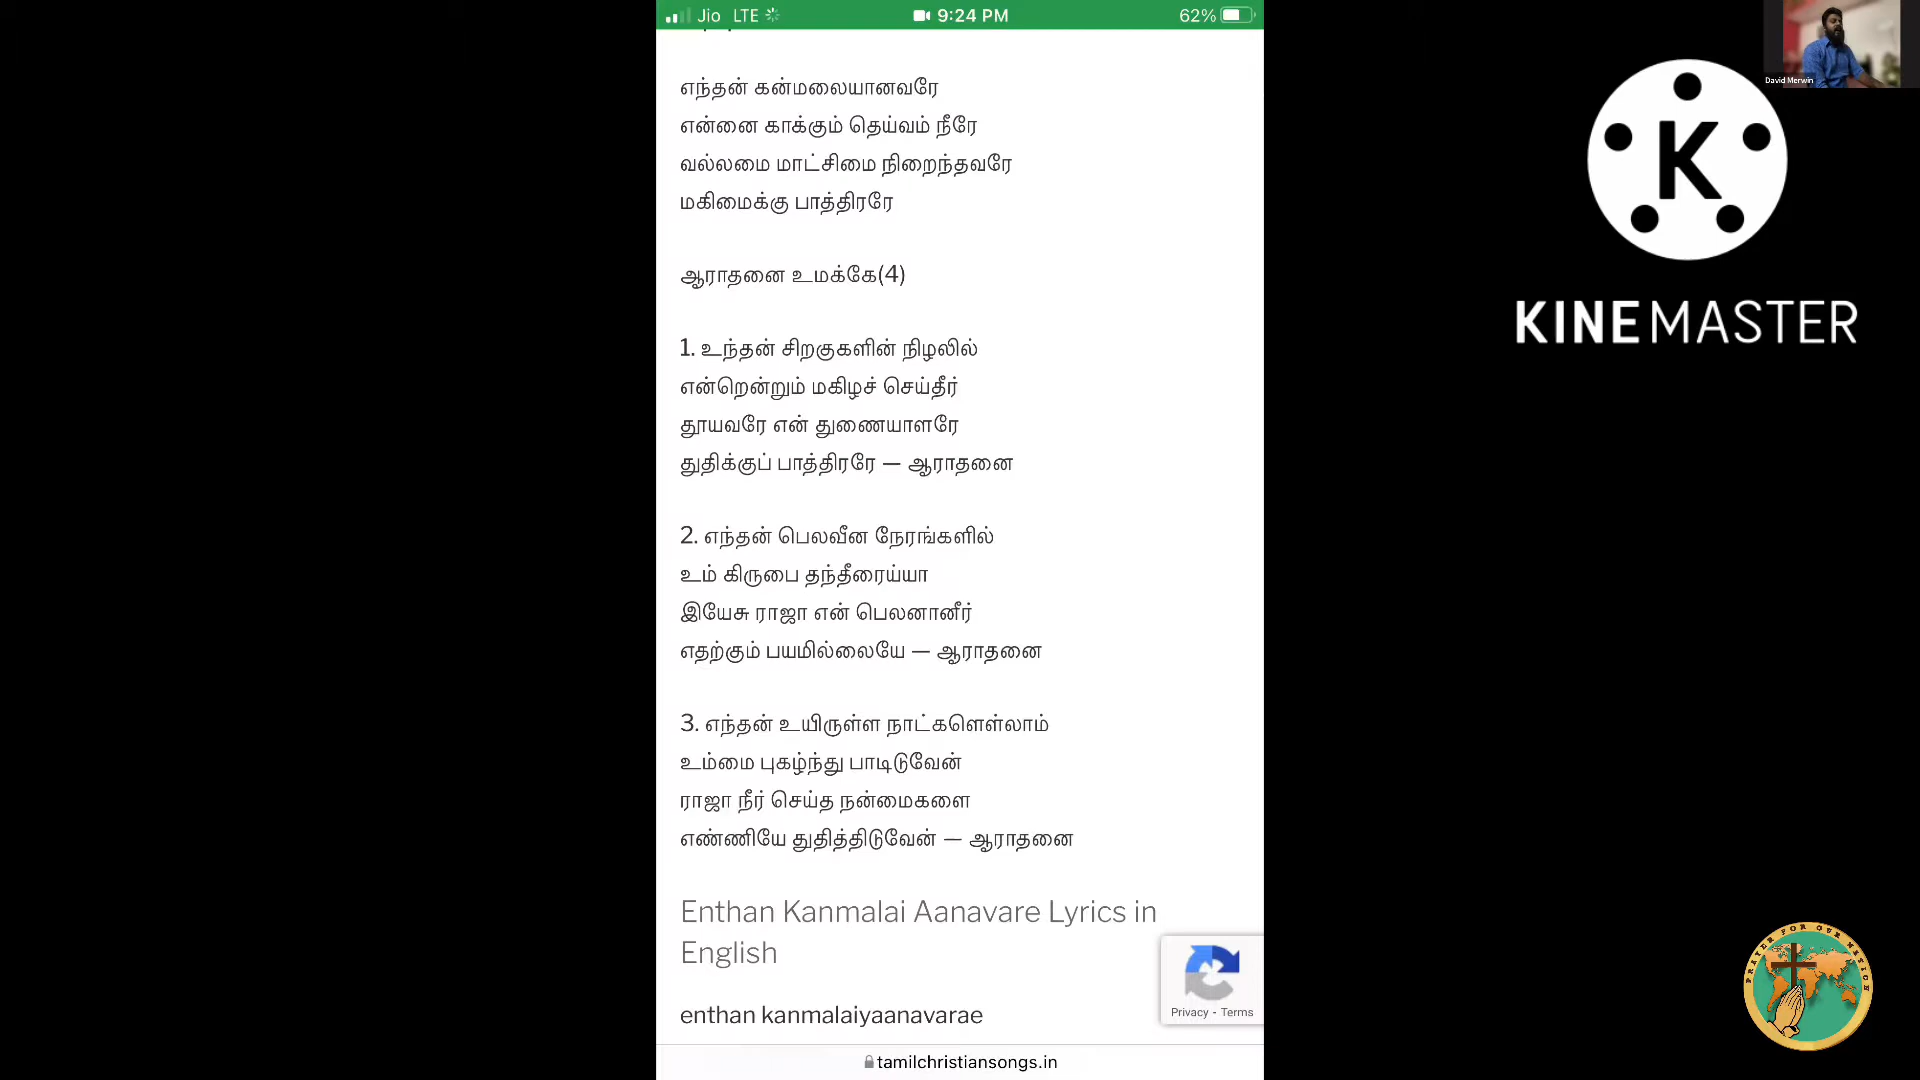 Jio LTE 9:24 PM 62%
எந்தன் கன்மலையானவரே
என்னை காக்கும் தெய்வம் நீரே
வல்லமை மாட்சிமை நிறைந்தவரே
மகிமைக்கு பாத்திரரே
ஆராதனை உமக்கே(4)
1. உந்தன் சிறகுகளின் நிழலில்
என்றென்றும் மகிழச் செய்தீர்
தூயவரே என் துணையாளரே
துதிக்குப் பாத்திரரே — ஆராதனை
2. எந்தன் பெலவீன நேரங்களில்
உம் கிருபை தந்தீரைய்யா
இயேசு ராஜா என் பெலனானீர்
எதற்கும் பயமில்லையே — ஆராதனை
3. எந்தன் உயிருள்ள நாட்களெள்லாம்
உம்மை புகழ்ந்து பாடிடுவேன்
ராஜா நீர் செய்த நன்மைகளை
எண்ணியே துதித்திடுவேன் — ஆராதனை
Enthan Kanmalai Aanavare Lyrics in
English
enthan kanmalaiyaanavarae
Privacy - Terms
tamilchristiansongs.in
David Merwin
K
KINEMASTER
PRAYER FOR OUR NATION